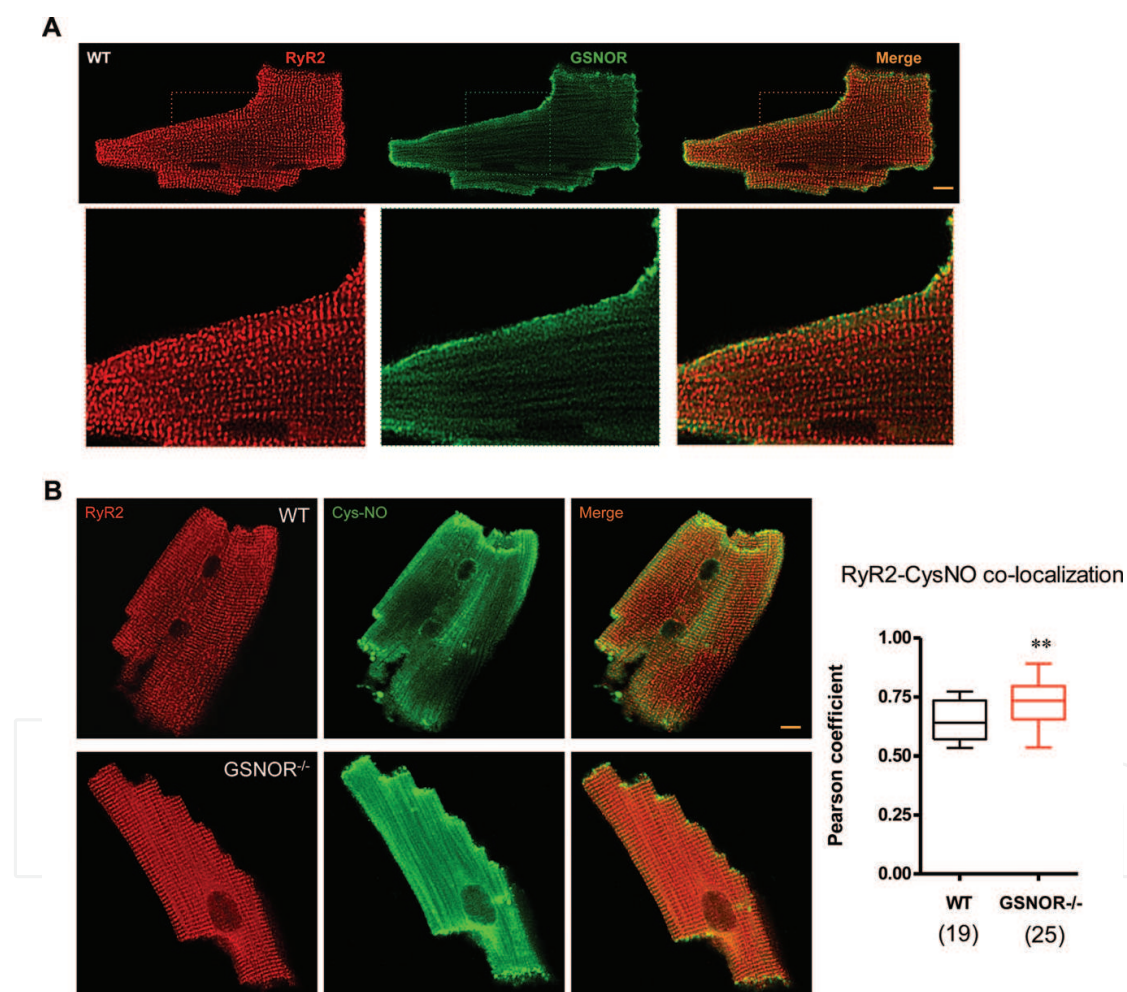 A
WT RyR2 GSNOR Merge
B
RyR2 WT Cys-NO Merge
GSNOR-/-
RyR2-CysNO co-localization
Pearson coefficient
1.00
0.75
0.50
0.25
0.00
**
WT GSNOR-/-
(19) (25)